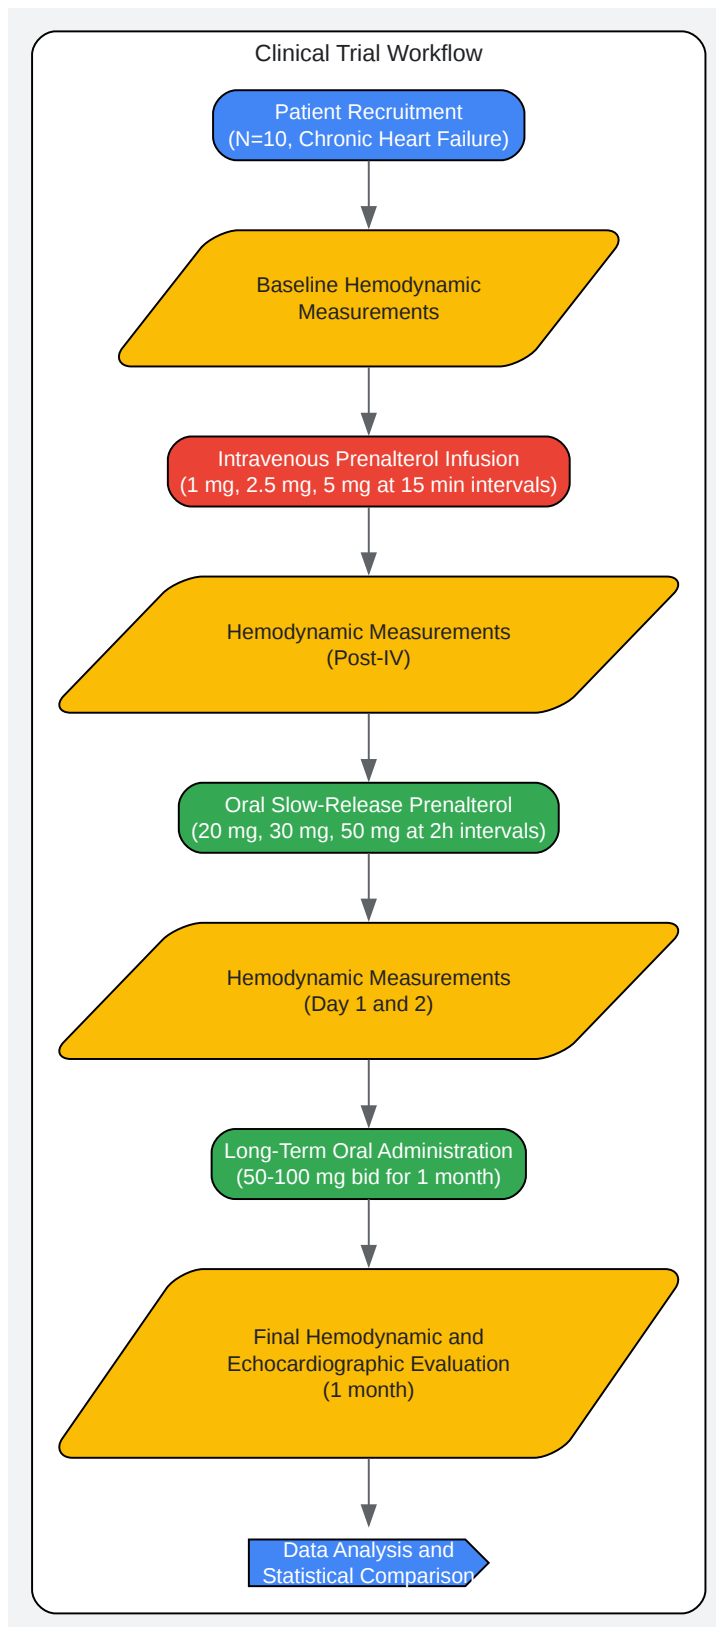 Clinical Trial Workflow
Patient Recruitment
(N=10, Chronic Heart Failure)
Baseline Hemodynamic
Measurements
Intravenous Prenalterol Infusion
(1 mg, 2.5 mg, 5 mg at 15 min intervals)
Hemodynamic Measurements
(Post-IV)
Oral Slow-Release Prenalterol
(20 mg, 30 mg, 50 mg at 2h intervals)
Hemodynamic Measurements
(Day 1 and 2)
Long-Term Oral Administration
(50-100 mg bid for 1 month)
Final Hemodynamic and
Echocardiographic Evaluation
(1 month)
Data Analysis and
Statistical Comparison